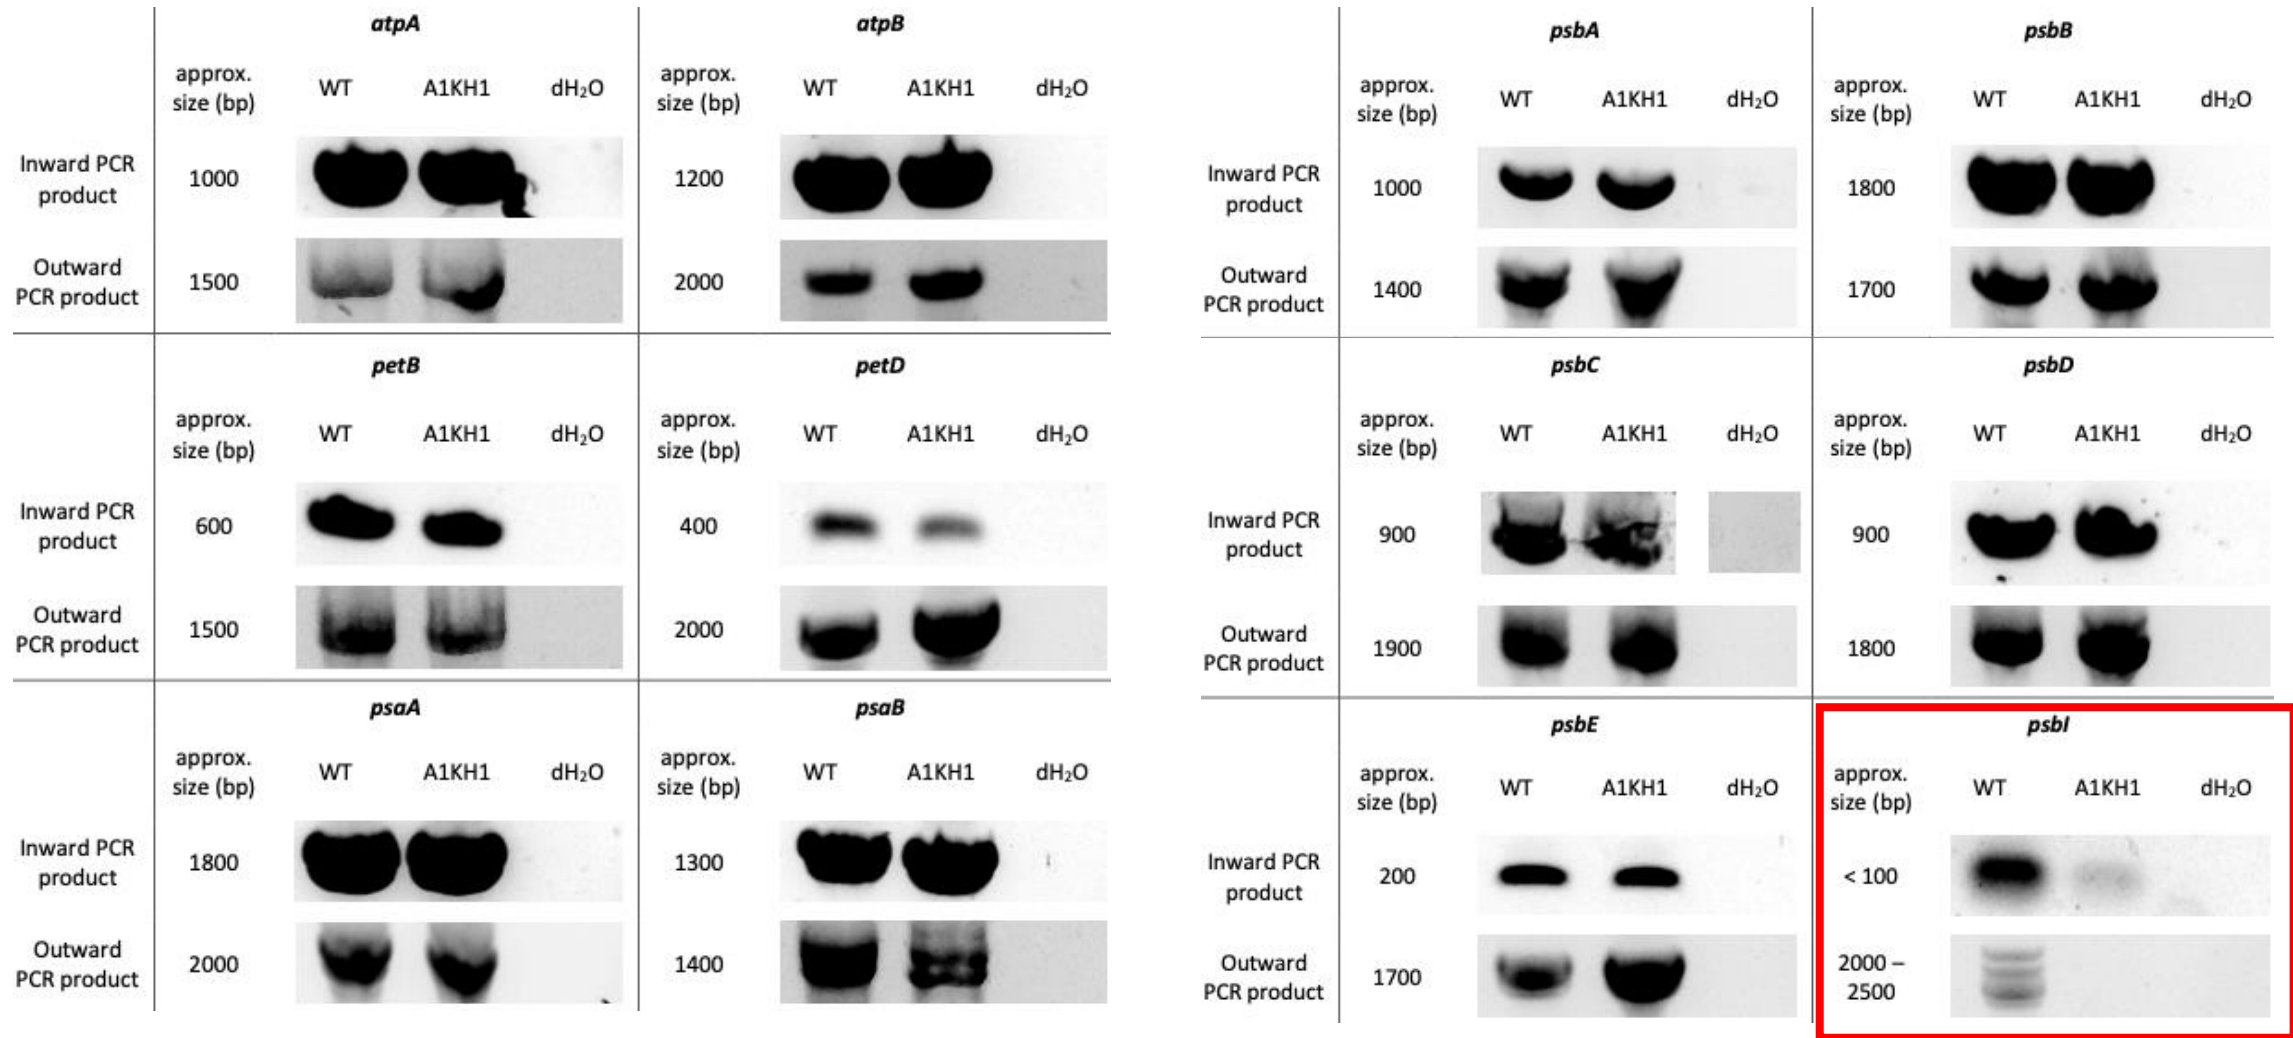 atpA
atpB
approx.
size (bp)
WT
A1KH1
dH₂O
approx.
size (bp)
WT
A1KH1
dH₂O
Inward PCR
product
1000
1200
Outward
PCR product
1500
2000
petB
petD
approx.
size (bp)
WT
A1KH1
dH₂O
approx.
size (bp)
WT
A1KH1
dH₂O
Inward PCR
product
600
400
Outward
PCR product
1500
2000
psaA
psaB
approx.
size (bp)
WT
A1KH1
dH₂O
approx.
size (bp)
WT
A1KH1
dH₂O
Inward PCR
product
1800
1300
Outward
PCR product
2000
1400
psbA
psbB
approx.
size (bp)
WT
A1KH1
dH₂O
approx.
size (bp)
WT
A1KH1
dH₂O
Inward PCR
product
1000
1800
Outward
PCR product
1400
1700
psbC
psbD
approx.
size (bp)
WT
A1KH1
dH₂O
approx.
size (bp)
WT
A1KH1
dH₂O
Inward PCR
product
900
900
Outward
PCR product
1900
1800
psbE
psbI
approx.
size (bp)
WT
A1KH1
dH₂O
approx.
size (bp)
WT
A1KH1
dH₂O
Inward PCR
product
200
< 100
Outward
PCR product
1700
2000 –
2500